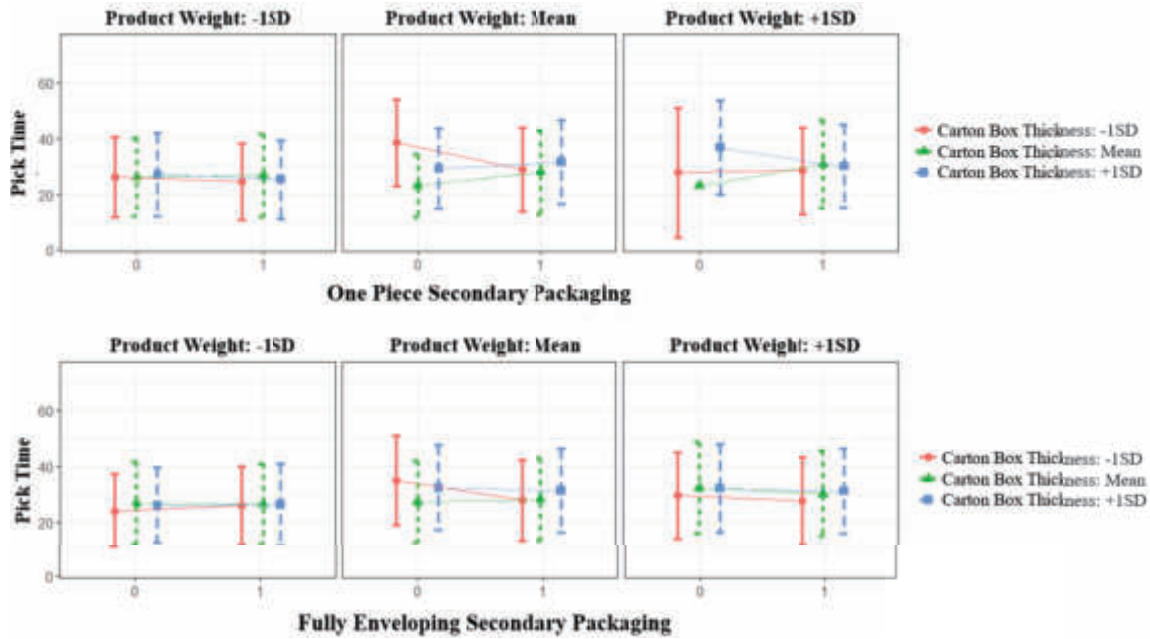 Product Weight: -1SD Product Weight: Mean Product Weight: +1SD
60
40
20
0
Pick Time
0 1 0 1 0 1
One Piece Secondary Packaging
Carton Box Thickness: -1SD
Carton Box Thickness: Mean
Carton Box Thickness: +1SD
Product Weight: -1SD Product Weight: Mean Product Weight: +1SD
60
40
20
0
Pick Time
0 1 0 1 0 1
Fully Enveloping Secondary Packaging
Carton Box Thickness: -1SD
Carton Box Thickness: Mean
Carton Box Thickness: +1SD